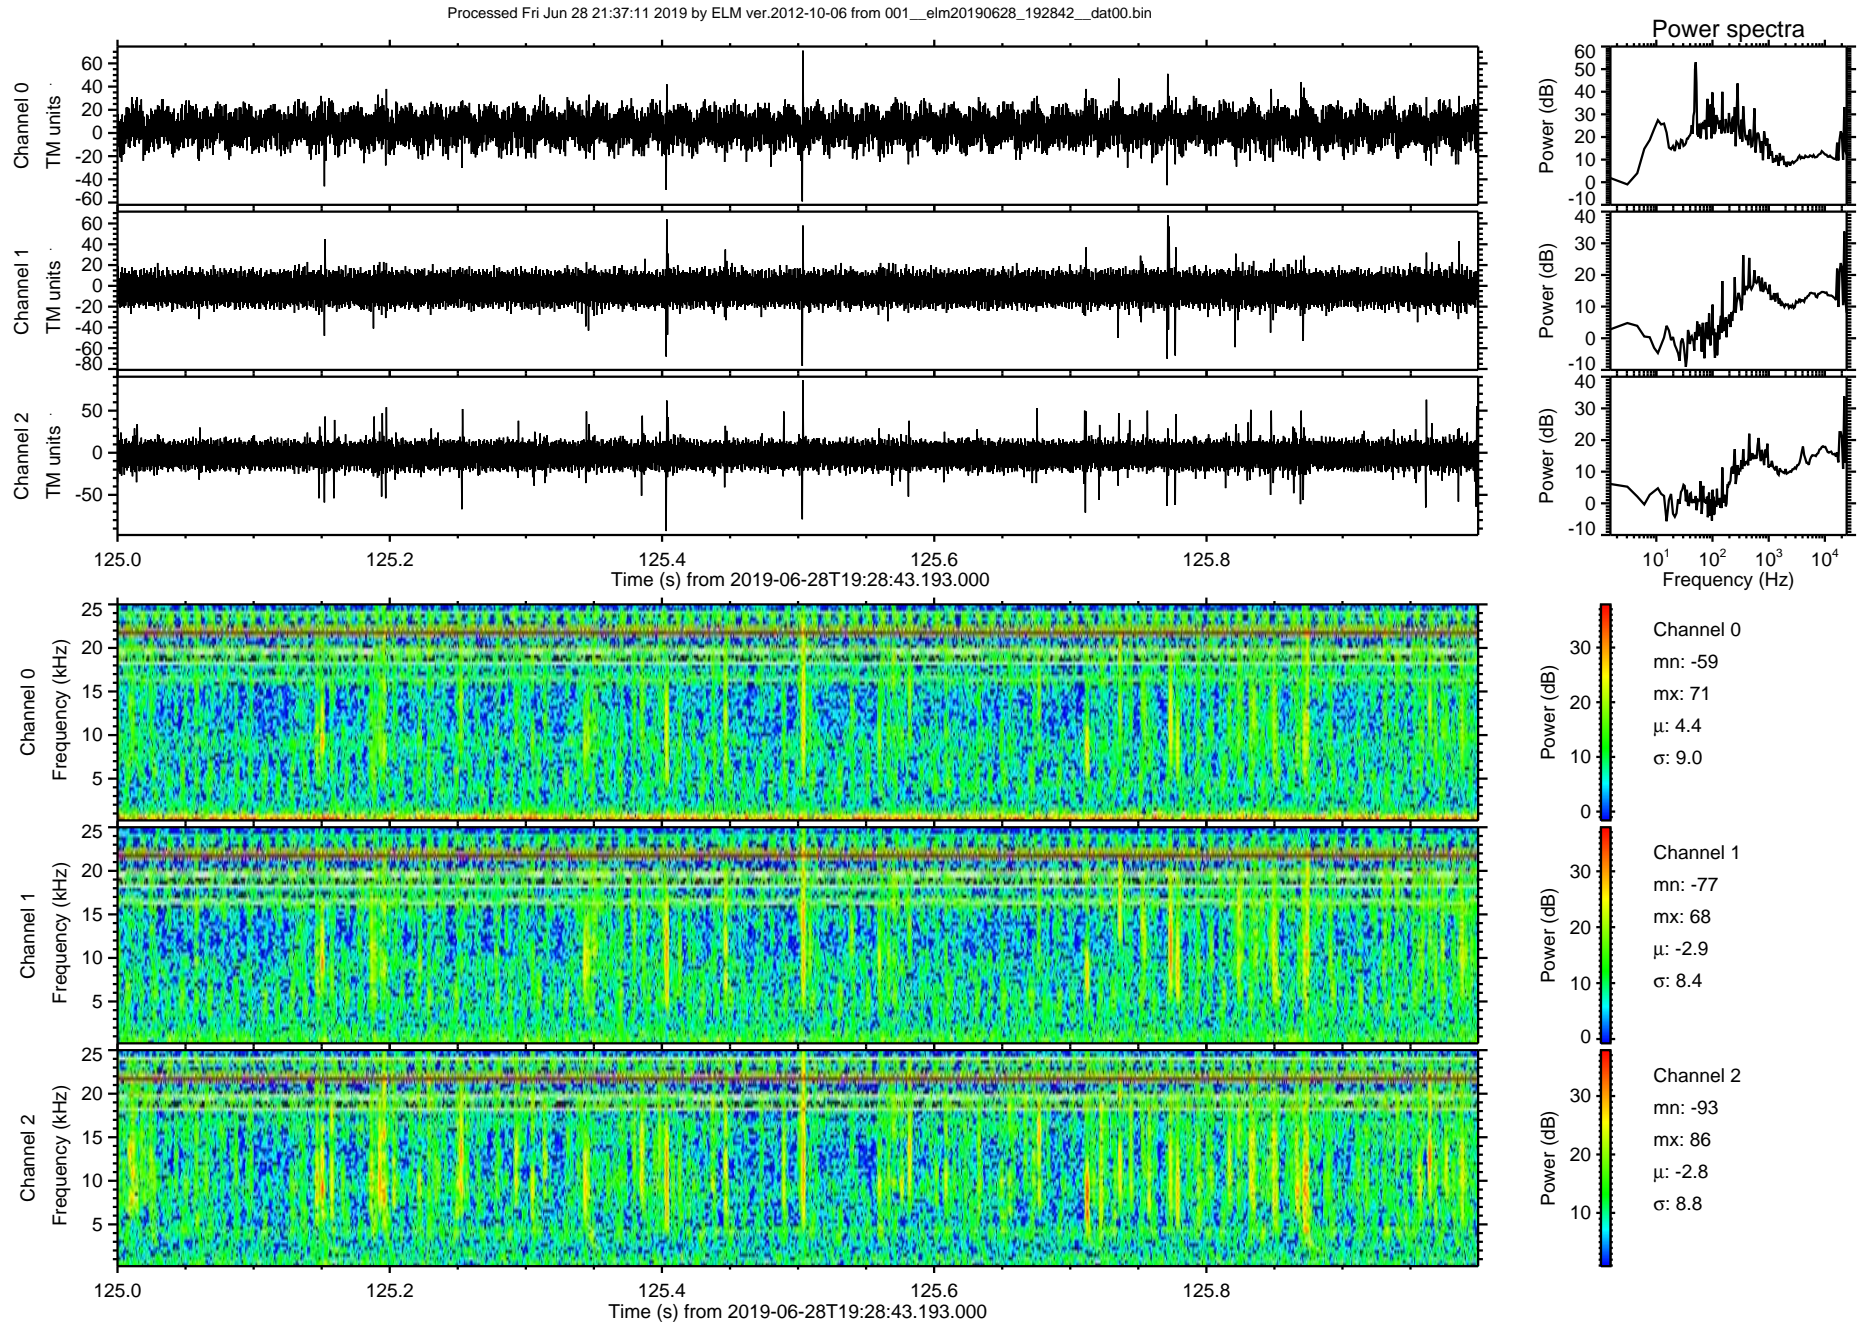 Processed Fri Jun 28 21:37:11 2019 by ELM ver.2012-10-06 from 001__elm20190628_192842__dat00.bin
Power spectra
Channel 0
TM units
60
40
20
0
-20
-40
-60
Power (dB)
60
50
40
30
20
10
0
-10
Channel 1
TM units
60
40
20
0
-20
-40
-60
-80
Power (dB)
40
30
20
10
0
-10
Channel 2
TM units
50
0
-50
Power (dB)
40
30
20
10
0
-10
125.0 125.2 125.4 125.6 125.8
Time (s) from 2019-06-28T19:28:43.193.000
10¹ 10² 10³ 10⁴
Frequency (Hz)
Channel 0
Frequency (kHz)
25
20
15
10
5
Power (dB)
30
20
10
0
Channel 0
mn: -59
mx: 71
μ: 4.4
σ: 9.0
Channel 1
Frequency (kHz)
25
20
15
10
5
Power (dB)
30
20
10
0
Channel 1
mn: -77
mx: 68
μ: -2.9
σ: 8.4
Channel 2
Frequency (kHz)
25
20
15
10
5
Power (dB)
30
20
10
Channel 2
mn: -93
mx: 86
μ: -2.8
σ: 8.8
125.0 125.2 125.4 125.6 125.8
Time (s) from 2019-06-28T19:28:43.193.000